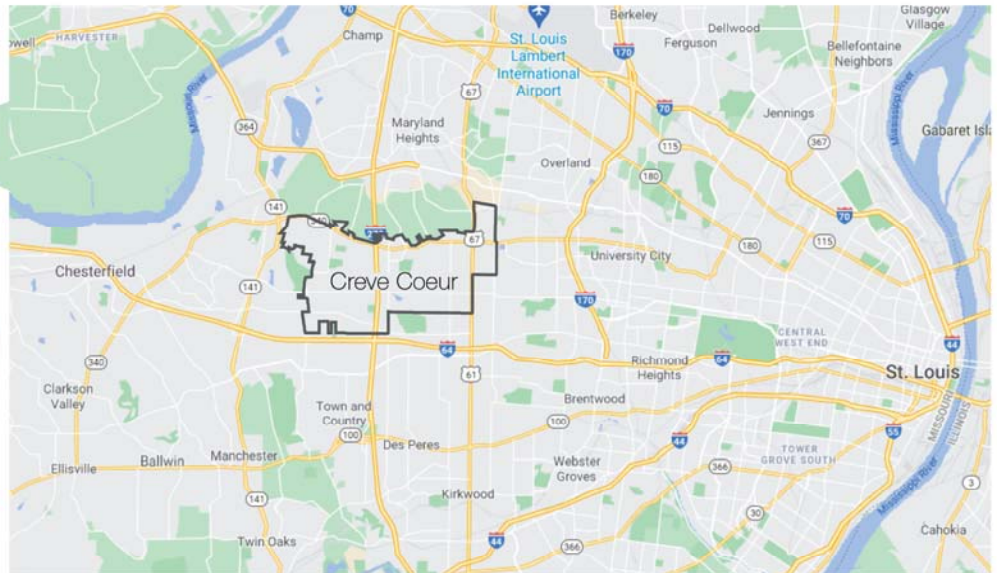 70
Berkeley
Dellwood
Glasgow
Village
Champ
HARVESTER
St. Louis
Lambert
International
Airport
170
Ferguson
Bellefontaine
Neighbors
owell
67
70
Mississippi River
Missouri River
Maryland
Heights
Jennings
364
367
Gabaret Isla
Overland
115
180
141
340
70
67
University City
180
115
Chesterfield
Creve Coeur
141
170
CENTRAL
WEST END
44
64
Richmond
Heights
64
St. Louis
340
61
Clarkson
Valley
Brentwood
MISSOURI
ILLINOIS
Town and
Country
100
100
55
44
Des Peres
Manchester
TOWER
GROVE SOUTH
Ballwin
Ellisville
Webster
Groves
366
3
Kirkwood
Mississippi River
141
30
Twin Oaks
44
366
Cahokia